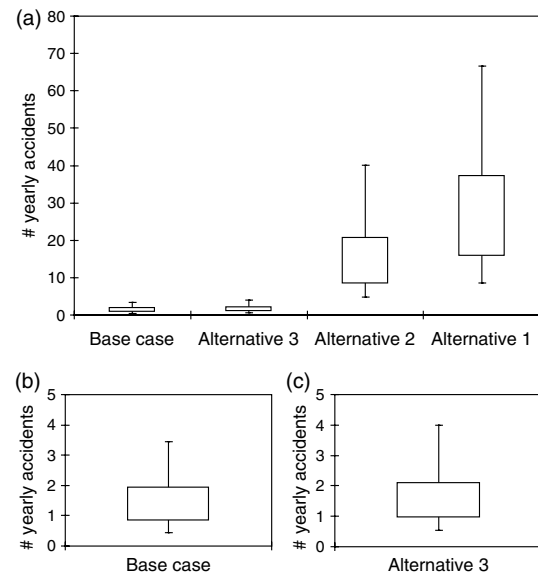 (a)
80
70
60
50
40
30
20
10
0
# yearly accidents
Base case Alternative 3 Alternative 2 Alternative 1
(b)
5
4
3
2
1
0
# yearly accidents
Base case
(c)
5
4
3
2
1
0
# yearly accidents
Alternative 3